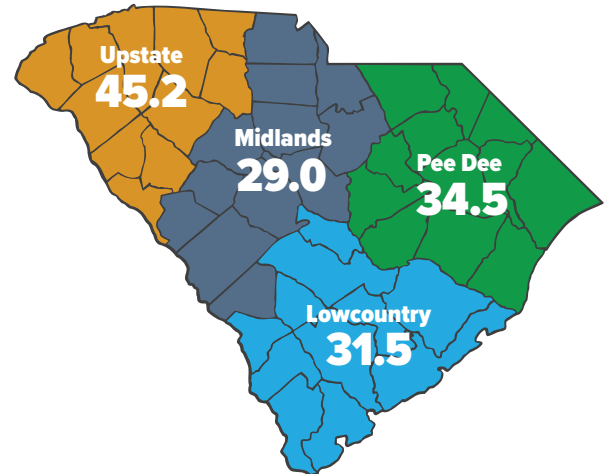 Upstate
45.2
Midlands
29.0
Pee Dee
34.5
Lowcountry
31.5